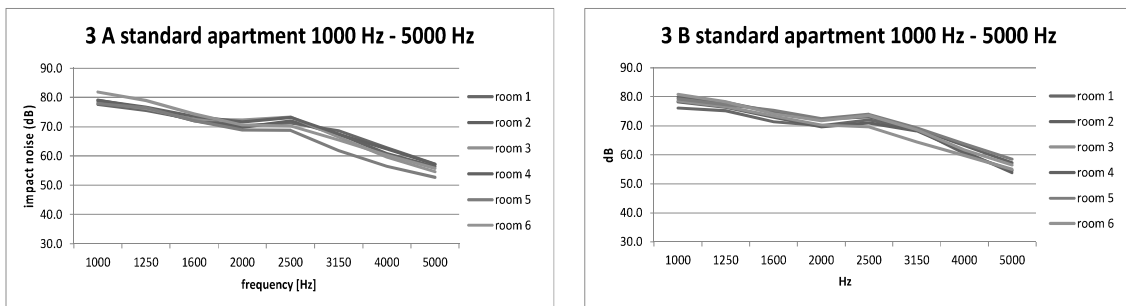 3 A standard apartment 1000 Hz - 5000 Hz
90.0
80.0
70.0
60.0
50.0
40.0
30.0
impact noise (dB)
1000 1250 1600 2000 2500 3150 4000 5000
frequency [Hz]
room 1
room 2
room 3
room 4
room 5
room 6
3 B standard apartment 1000 Hz - 5000 Hz
90.0
80.0
70.0
60.0
50.0
40.0
30.0
dB
1000 1250 1600 2000 2500 3150 4000 5000
Hz
room 1
room 2
room 3
room 4
room 5
room 6